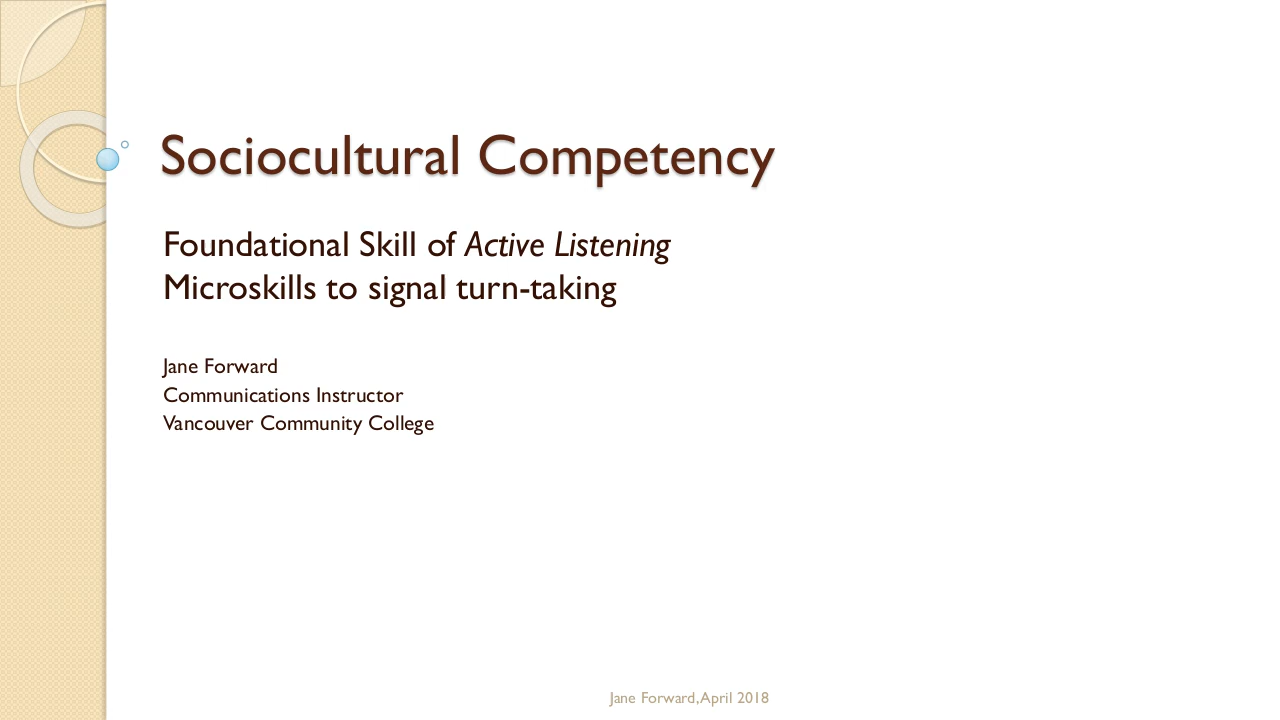 Sociocultural Competency
Foundational Skill of Active Listening
Microskills to signal turn-taking
Jane Forward
Communications Instructor
Vancouver Community College
Jane Forward, April 2018